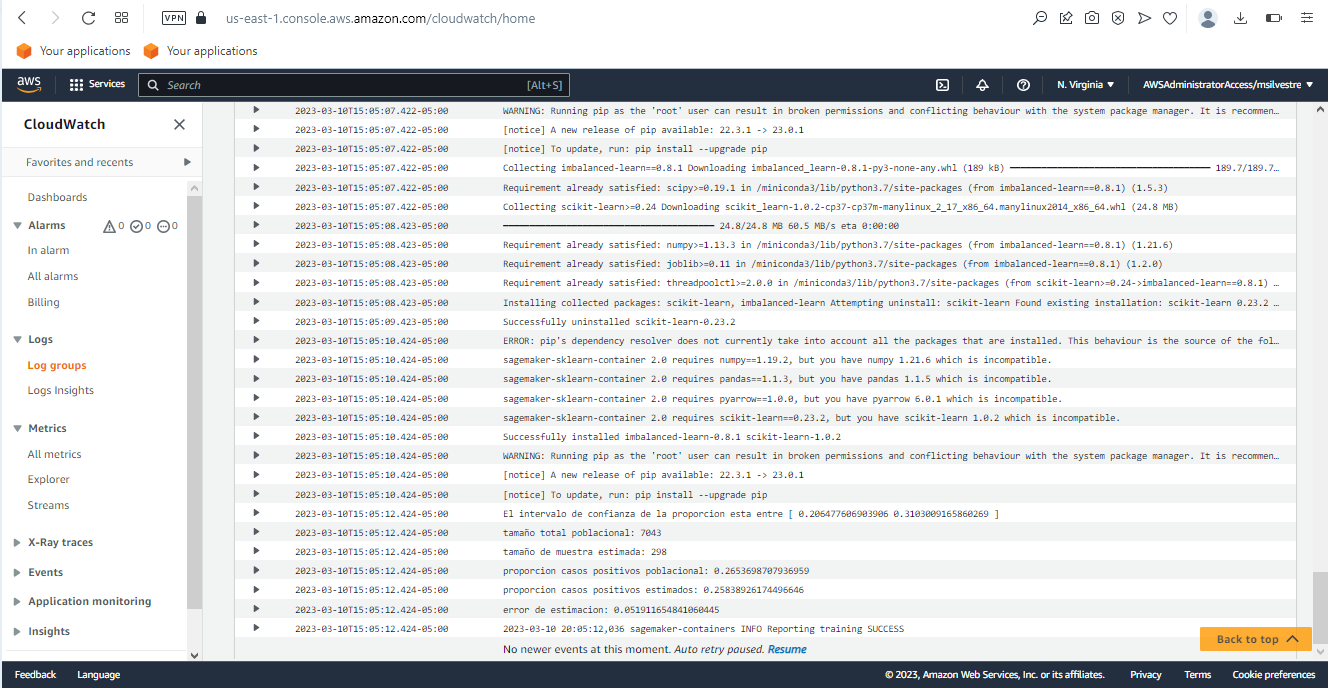 VPN us-east-1.console.aws.amazon.com/cloudwatch/home
Your applications Your applications
aws Services Search [Alt+S] N. Virginia AWSAdministratorAccess/msilvestre
CloudWatch
Favorites and recents
Dashboards
Alarms 0 0 0
In alarm
All alarms
Billing
Logs
Log groups
Logs Insights
Metrics
All metrics
Explorer
Streams
X-Ray traces
Events
Application monitoring
Insights
2023-03-10T15:05:07.422-05:00 WARNING: Running pip as the 'root' user can result in broken permissions and conflicting behaviour with the system package manager. It is recommen…
2023-03-10T15:05:07.422-05:00 [notice] A new release of pip available: 22.3.1 -> 23.0.1
2023-03-10T15:05:07.422-05:00 [notice] To update, run: pip install --upgrade pip
2023-03-10T15:05:07.422-05:00 Collecting imbalanced-learn==0.8.1 Downloading imbalanced_learn-0.8.1-py3-none-any.whl (189 kB) ━━━━━━━━━━━━━━━━━━━━━━━━━━━━━━━━━━━━━━ 189.7/189.7…
2023-03-10T15:05:07.422-05:00 Requirement already satisfied: scipy>=0.19.1 in /miniconda3/lib/python3.7/site-packages (from imbalanced-learn==0.8.1) (1.5.3)
2023-03-10T15:05:07.422-05:00 Collecting scikit-learn>=0.24 Downloading scikit_learn-1.0.2-cp37-cp37m-manylinux_2_17_x86_64.manylinux2014_x86_64.whl (24.8 MB)
2023-03-10T15:05:08.423-05:00 ━━━━━━━━━━━━━━━━━━━━━━━━━━━━━━━━━━━━━━━━ 24.8/24.8 MB 60.5 MB/s eta 0:00:00
2023-03-10T15:05:08.423-05:00 Requirement already satisfied: numpy>=1.13.3 in /miniconda3/lib/python3.7/site-packages (from imbalanced-learn==0.8.1) (1.21.6)
2023-03-10T15:05:08.423-05:00 Requirement already satisfied: joblib>=0.11 in /miniconda3/lib/python3.7/site-packages (from imbalanced-learn==0.8.1) (1.2.0)
2023-03-10T15:05:08.423-05:00 Requirement already satisfied: threadpoolctl>=2.0.0 in /miniconda3/lib/python3.7/site-packages (from scikit-learn>=0.24->imbalanced-learn==0.8.1) …
2023-03-10T15:05:08.423-05:00 Installing collected packages: scikit-learn, imbalanced-learn Attempting uninstall: scikit-learn Found existing installation: scikit-learn 0.23.2 …
2023-03-10T15:05:09.423-05:00 Successfully uninstalled scikit-learn-0.23.2
2023-03-10T15:05:10.424-05:00 ERROR: pip's dependency resolver does not currently take into account all the packages that are installed. This behaviour is the source of the fol…
2023-03-10T15:05:10.424-05:00 sagemaker-sklearn-container 2.0 requires numpy==1.19.2, but you have numpy 1.21.6 which is incompatible.
2023-03-10T15:05:10.424-05:00 sagemaker-sklearn-container 2.0 requires pandas==1.1.3, but you have pandas 1.1.5 which is incompatible.
2023-03-10T15:05:10.424-05:00 sagemaker-sklearn-container 2.0 requires pyarrow==1.0.0, but you have pyarrow 6.0.1 which is incompatible.
2023-03-10T15:05:10.424-05:00 sagemaker-sklearn-container 2.0 requires scikit-learn==0.23.2, but you have scikit-learn 1.0.2 which is incompatible.
2023-03-10T15:05:10.424-05:00 Successfully installed imbalanced-learn-0.8.1 scikit-learn-1.0.2
2023-03-10T15:05:10.424-05:00 WARNING: Running pip as the 'root' user can result in broken permissions and conflicting behaviour with the system package manager. It is recommen…
2023-03-10T15:05:10.424-05:00 [notice] A new release of pip available: 22.3.1 -> 23.0.1
2023-03-10T15:05:10.424-05:00 [notice] To update, run: pip install --upgrade pip
2023-03-10T15:05:12.424-05:00 El intervalo de confianza de la proporcion esta entre [ 0.206477606903906 0.3103009165860269 ]
2023-03-10T15:05:12.424-05:00 tamaño total poblacional: 7043
2023-03-10T15:05:12.424-05:00 tamaño de muestra estimada: 298
2023-03-10T15:05:12.424-05:00 proporcion casos positivos poblacional: 0.2653698707936959
2023-03-10T15:05:12.424-05:00 proporcion casos positivos estimados: 0.25838926174496646
2023-03-10T15:05:12.424-05:00 error de estimacion: 0.051911654841060445
2023-03-10T15:05:12.424-05:00 2023-03-10 20:05:12,036 sagemaker-containers INFO Reporting training SUCCESS
No newer events at this moment. Auto retry paused. Resume
Back to top
Feedback Language © 2023, Amazon Web Services, Inc. or its affiliates. Privacy Terms Cookie preferences